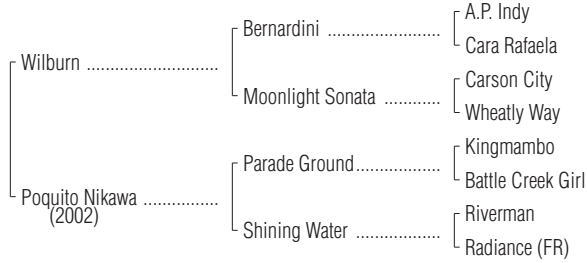 A.P. Indy
Bernardini ......................
Cara Rafaela
Wilburn ..........................
Carson City
Moonlight Sonata ...........
Wheatly Way
Kingmambo
Parade Ground................
Battle Creek Girl
Poquito Nikawa ...............
(2002)
Riverman
Shining Water .................
Radiance (FR)